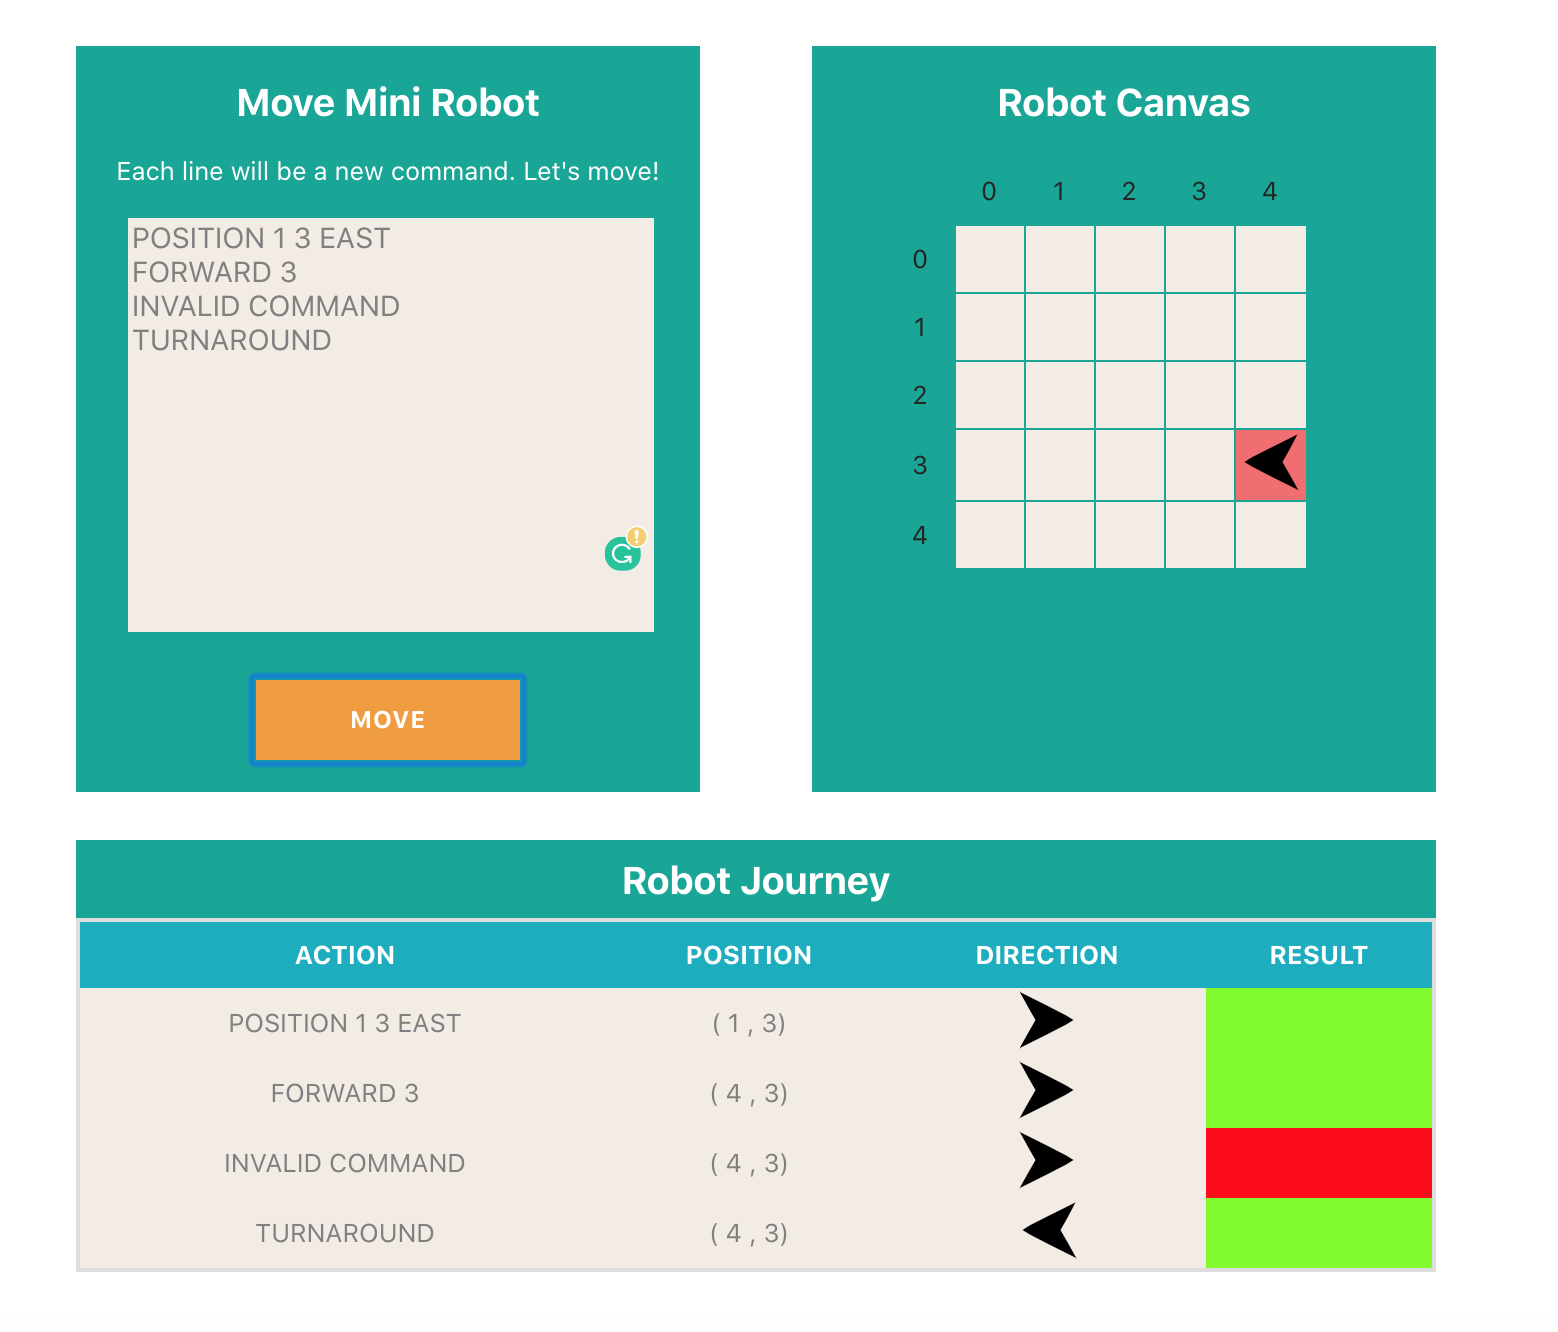 Move Mini Robot
Each line will be a new command. Let's move!
POSITION 1 3 EAST
FORWARD 3
INVALID COMMAND
TURNAROUND
MOVE
Robot Canvas
0 1 2 3 4
0
1
2
3
4
Robot Journey
ACTION POSITION DIRECTION RESULT
POSITION 1 3 EAST ( 1 , 3)
FORWARD 3 ( 4 , 3)
INVALID COMMAND ( 4 , 3)
TURNAROUND ( 4 , 3)